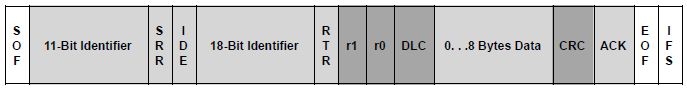 SOF
11-Bit Identifier
SRR
IDE
18-Bit Identifier
RTR
r1
r0
DLC
0. . .8 Bytes Data
CRC
ACK
EOF
IFS